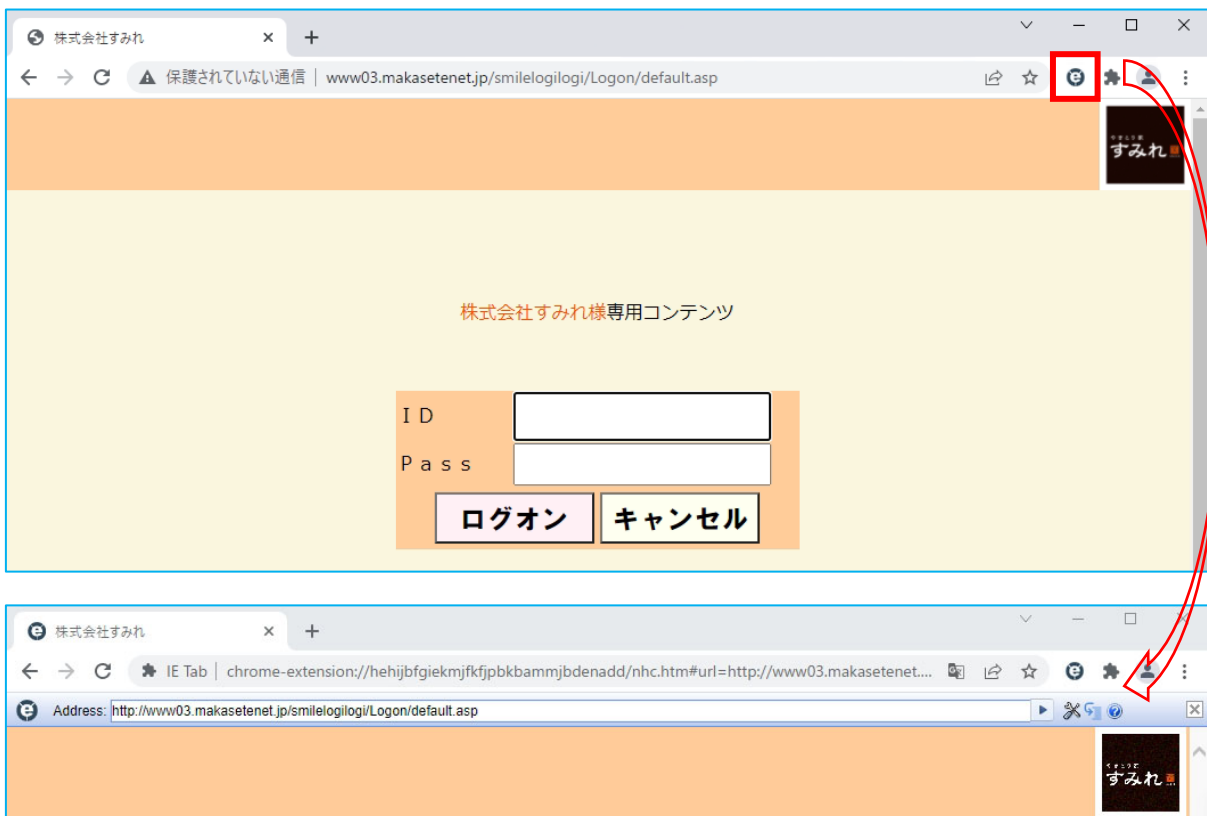 株式会社すみれ
保護されていない通信 | www03.makasetenet.jp/smilelogilogi/Logon/default.asp
すみれ
株式会社すみれ様専用コンテンツ
ＩＤ
Ｐａｓｓ
ログオン キャンセル
株式会社すみれ
IE Tab | chrome-extension://hehijbfgiekmjfkfjpbkbammjbdenadd/nhc.htm#url=http://www03.makasetenet....
Address: http://www03.makasetenet.jp/smilelogilogi/Logon/default.asp
すみれ